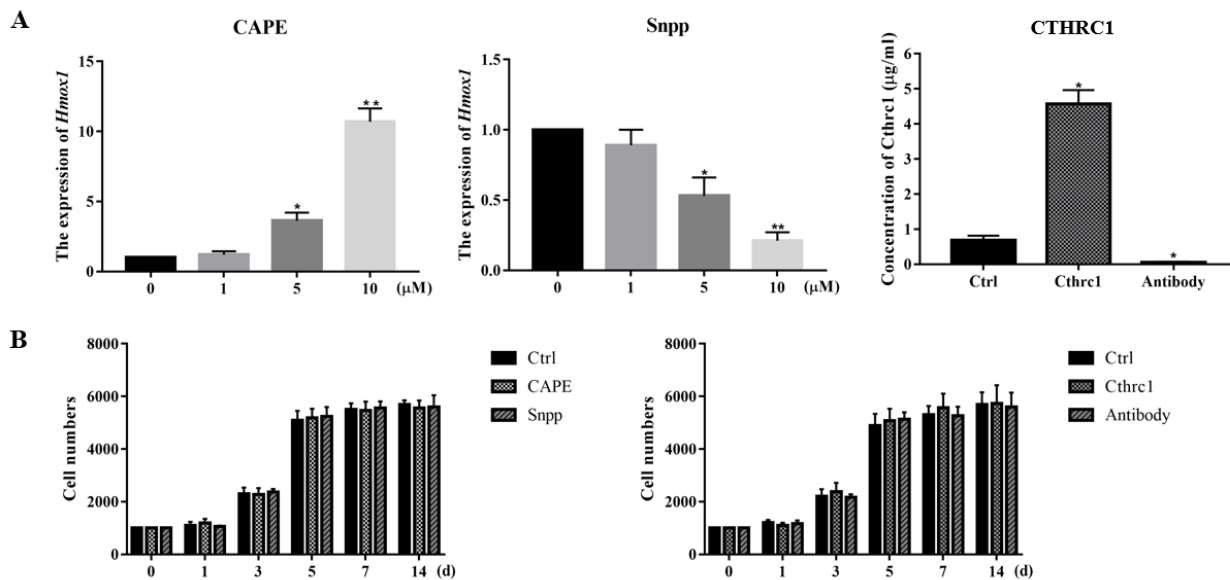 A
CAPE
The expression of Hmox1
15
10
5
0
*
**
0 1 5 10 (μM)
Snpp
The expression of Hmox1
1.5
1.0
0.5
0.0
*
**
0 1 5 10 (μM)
CTHRC1
Concentration of Cthrc1 (μg/ml)
6
5
4
3
2
1
0
*
*
Ctrl Cthrc1 Antibody
B
Cell numbers
8000
6000
4000
2000
0
0 1 3 5 7 14 (d)
Ctrl
CAPE
Snpp
Cell numbers
8000
6000
4000
2000
0
0 1 3 5 7 14 (d)
Ctrl
Cthrc1
Antibody